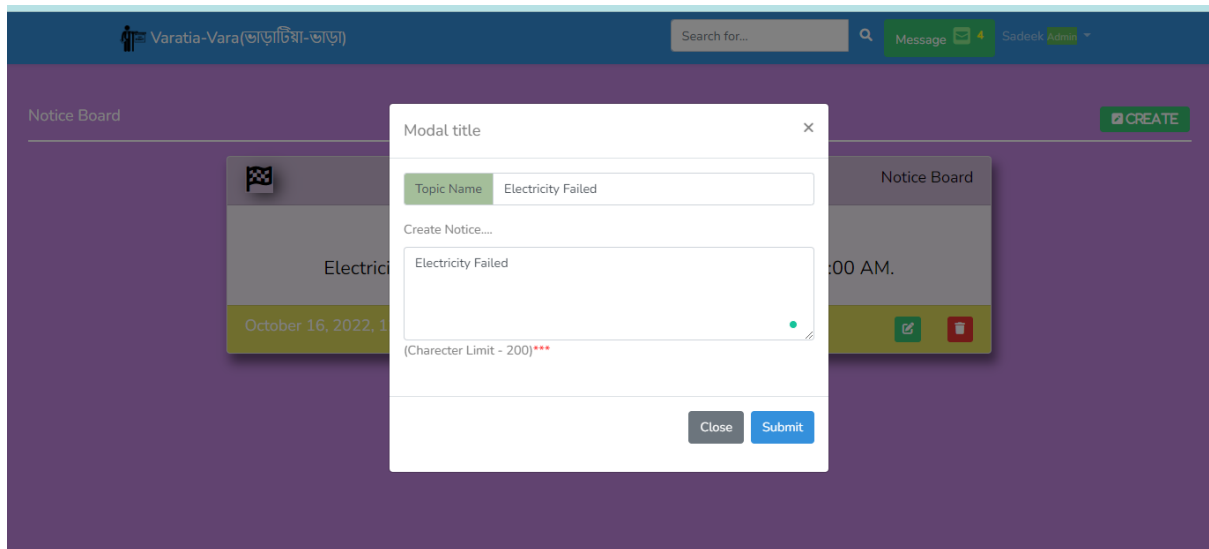 Varatia-Vara(ভাড়াটিয়া-ভাড়া)
Search for...
Message 4
Sadeek Admin
Notice Board
CREATE
Modal title ×
Notice Board
Topic Name Electricity Failed
Create Notice....
Electricity Failed
:00 AM.
October 16, 2022, 1
(Charecter Limit - 200)***
Close Submit